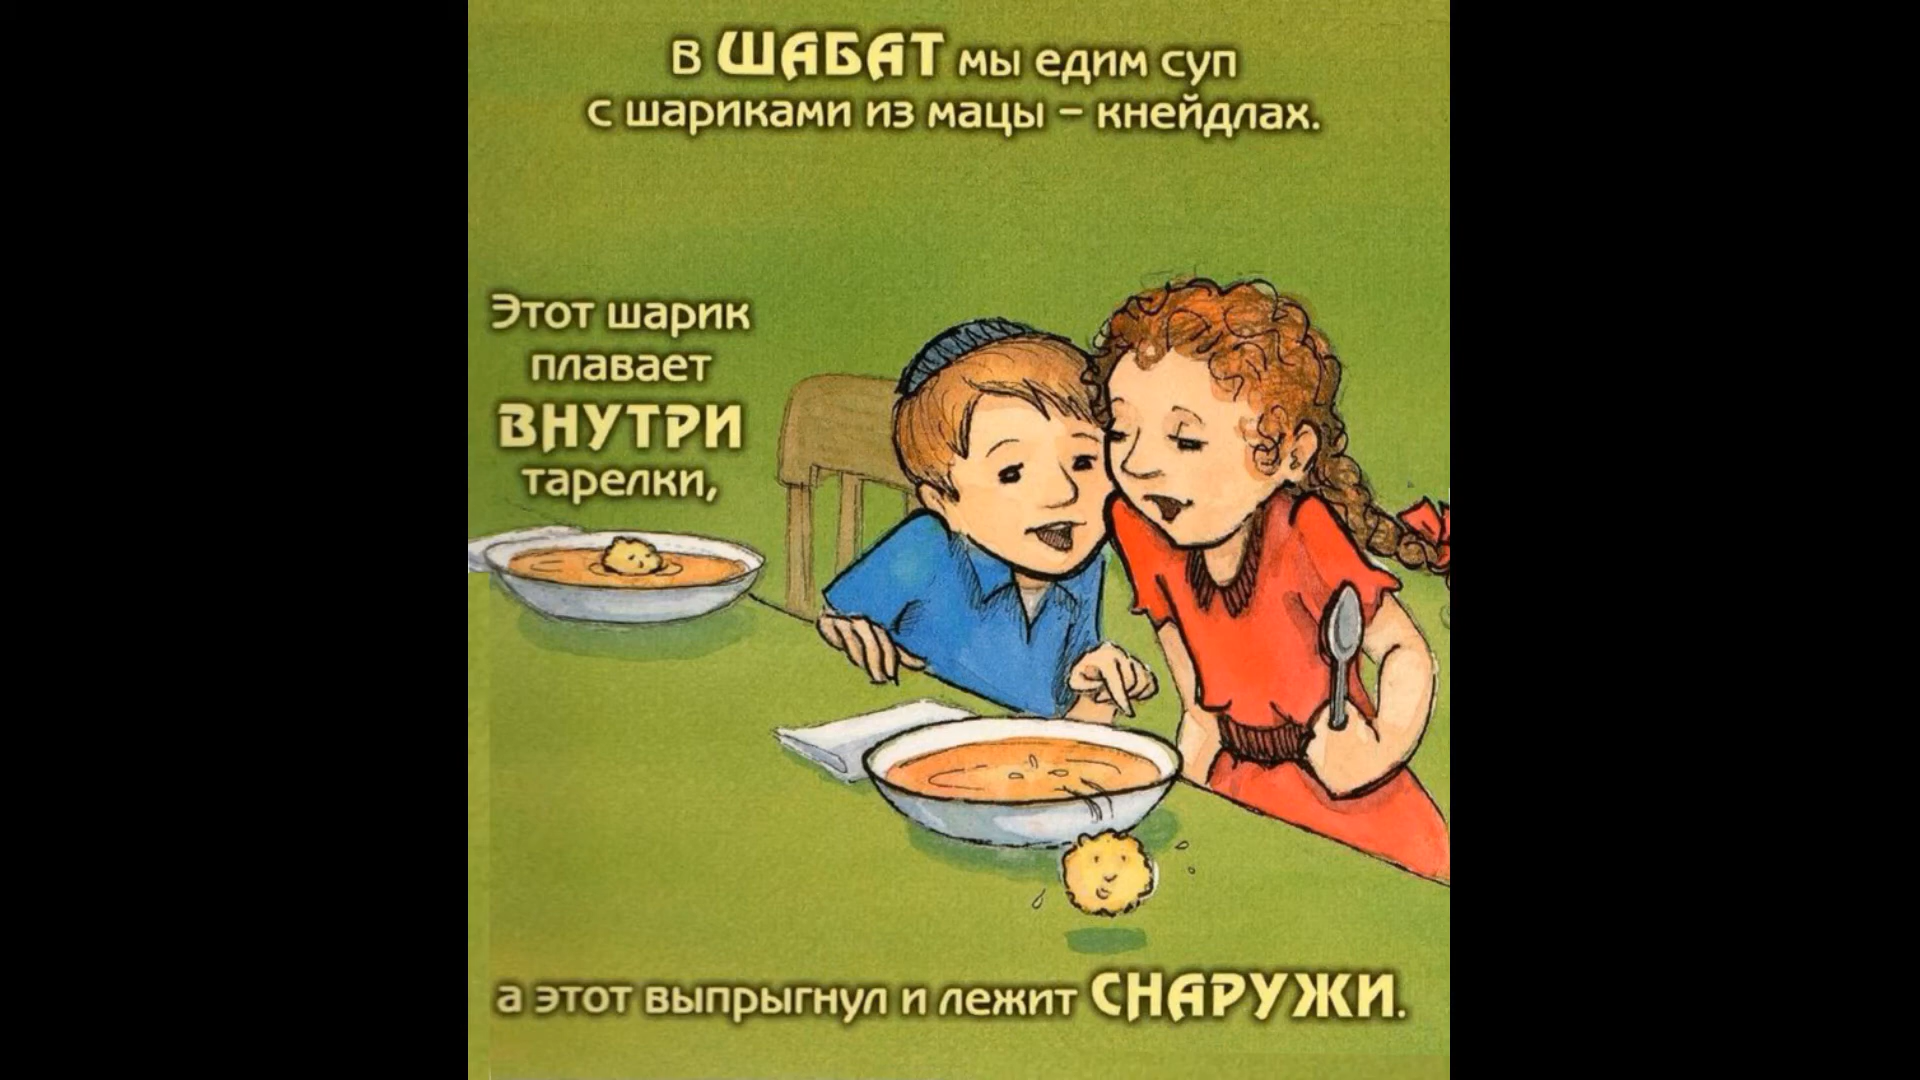 В ШАБАТ мы едим суп
с шариками из мацы – кнейдлах.
Этот шарик
плавает
ВНУТРИ
тарелки,
а этот выпрыгнул и лежит СНАРУЖИ.